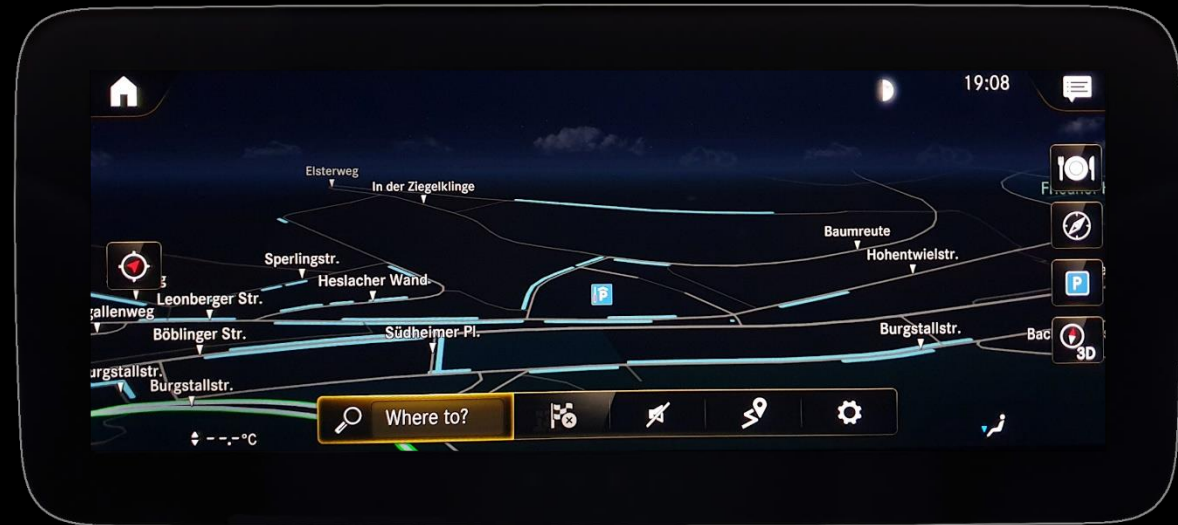 19:08
Elsterweg
In der Ziegelklinge
Baumreute
Hohentwielstr.
Sperlingstr.
Heslacher Wand
P
P
Leonberger Str.
gallenweg
Böblinger Str.
Südheimer Pl.
Burgstallstr.
Bac
3D
urgstallstr.
Burgstallstr.
Where to?
--.-°C